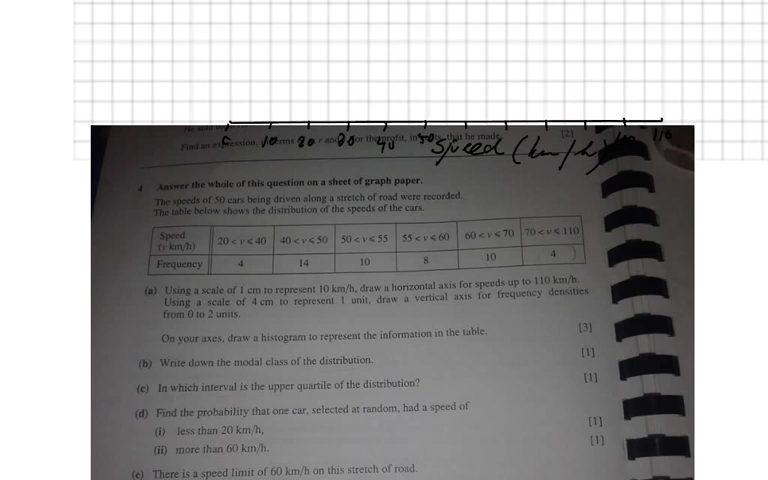 10 20 30 40 50 110
Speed (km/h)
Find an expression, in terms r and for the profit, in that he made. [2]
4 Answer the whole of this question on a sheet of graph paper.
The speeds of 50 cars being driven along a stretch of road were recorded.
The table below shows the distribution of the speeds of the cars.
Speed (v km/h) 20 < v ≤ 40 40 < v ≤ 50 50 < v ≤ 55 55 < v ≤ 60 60 < v ≤ 70 70 < v ≤ 110
Frequency 4 14 10 8 10 4
(a) Using a scale of 1 cm to represent 10 km/h, draw a horizontal axis for speeds up to 110 km/h.
Using a scale of 4 cm to represent 1 unit, draw a vertical axis for frequency densities
from 0 to 2 units.
On your axes, draw a histogram to represent the information in the table. [3]
(b) Write down the modal class of the distribution. [1]
(c) In which interval is the upper quartile of the distribution? [1]
(d) Find the probability that one car, selected at random, had a speed of
(i) less than 20 km/h, [1]
(ii) more than 60 km/h. [1]
(e) There is a speed limit of 60 km/h on this stretch of road.